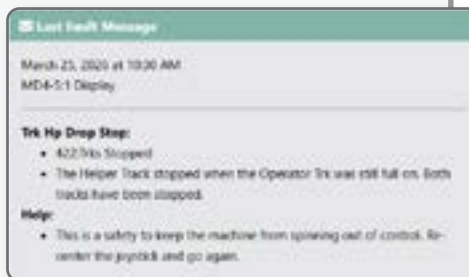 Last Fault Message
March 25, 2020 at 10:30 AM
MD4-5:1 Display
Trk Hp Drop Stop:
• 422:Trks Stopped
• The Helper Track stopped when the Operator Trk was still full on. Both
tracks have been stopped.
Help:
• This is a safety to keep the machine from spinning out of control. Re-
center the joystick and go again.